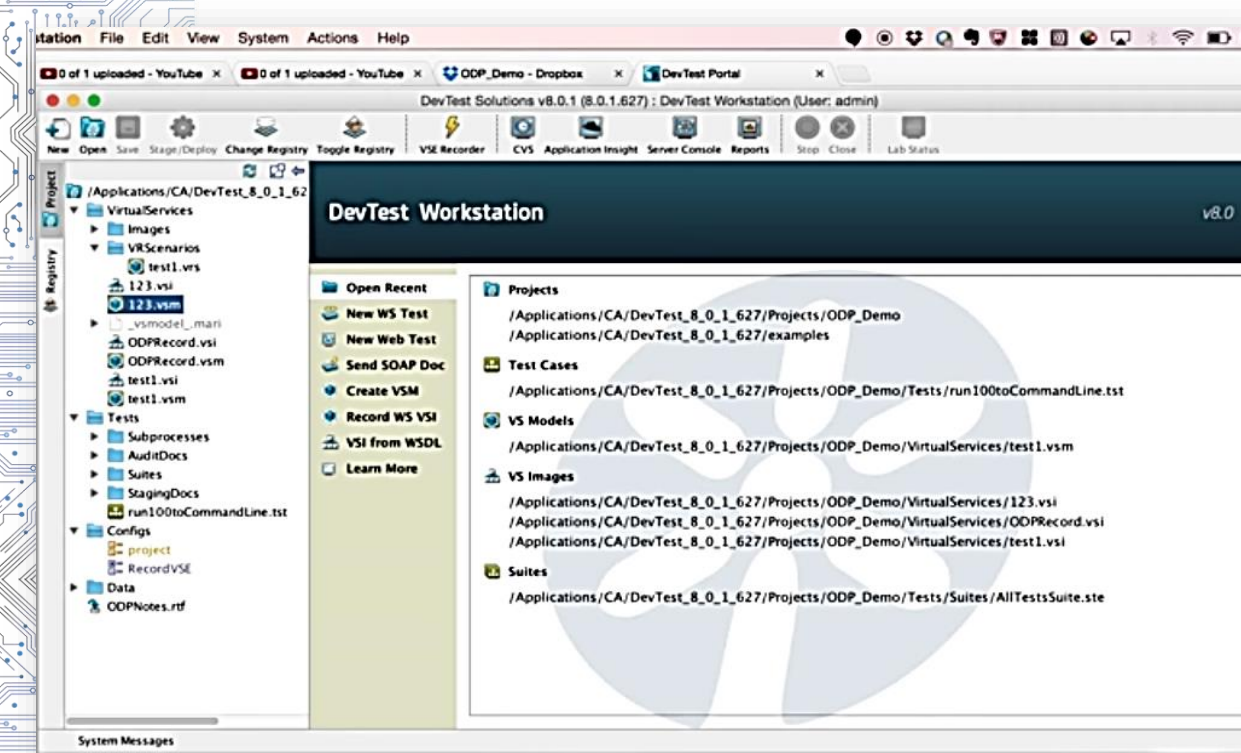 station File Edit View System Actions Help
0 of 1 uploaded - YouTube × 0 of 1 uploaded - YouTube × ODP_Demo - Dropbox × DevTest Portal ×
DevTest Solutions v8.0.1 (8.0.1.627) : DevTest Workstation (User: admin)
New Open Save Stage/Deploy Change Registry Toggle Registry VSE Recorder CVS Application Insight Server Console Reports Stop Close Lab Status
Project
Registry
/Applications/CA/DevTest_8_0_1_62
VirtualServices
Images
VRScenarios
test1.vrs
123.vsi
123.vsm
_vsmodel_.mari
ODPRecord.vsi
ODPRecord.vsm
test1.vsi
test1.vsm
Tests
Subprocesses
AuditDocs
Suites
StagingDocs
run100toCommandLine.tst
Configs
project
RecordVSE
Data
ODPNotes.rtf
DevTest Workstation
v8.0
Open Recent
New WS Test
New Web Test
Send SOAP Doc
Create VSM
Record WS VSI
VSI from WSDL
Learn More
Projects
/Applications/CA/DevTest_8_0_1_627/Projects/ODP_Demo
/Applications/CA/DevTest_8_0_1_627/examples
Test Cases
/Applications/CA/DevTest_8_0_1_627/Projects/ODP_Demo/Tests/run100toCommandLine.tst
VS Models
/Applications/CA/DevTest_8_0_1_627/Projects/ODP_Demo/VirtualServices/test1.vsm
VS Images
/Applications/CA/DevTest_8_0_1_627/Projects/ODP_Demo/VirtualServices/123.vsi
/Applications/CA/DevTest_8_0_1_627/Projects/ODP_Demo/VirtualServices/ODPRecord.vsi
/Applications/CA/DevTest_8_0_1_627/Projects/ODP_Demo/VirtualServices/test1.vsi
Suites
/Applications/CA/DevTest_8_0_1_627/Projects/ODP_Demo/Tests/Suites/AllTestsSuite.ste
System Messages